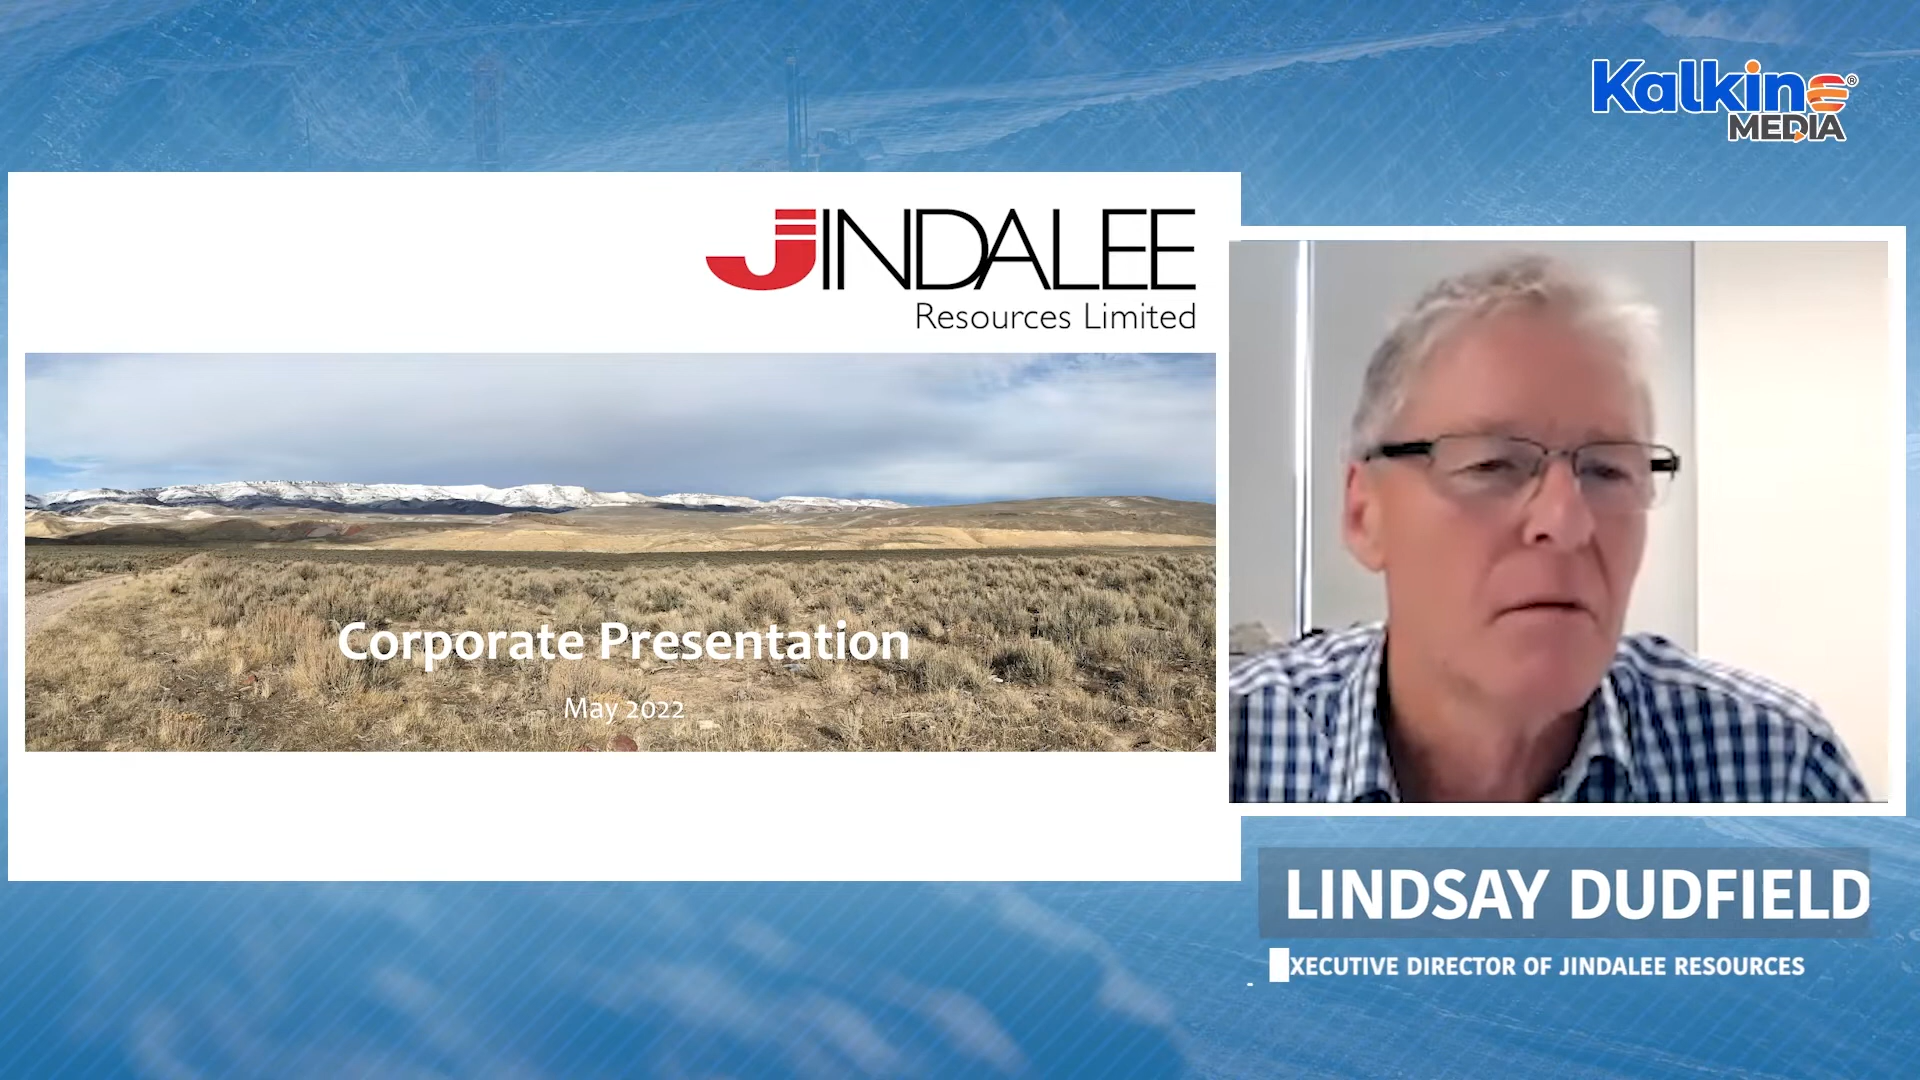 Kalkine®
MEDIA
JINDALEE
Resources Limited
Corporate Presentation
May 2022
LINDSAY DUDFIELD
XECUTIVE DIRECTOR OF JINDALEE RESOURCES